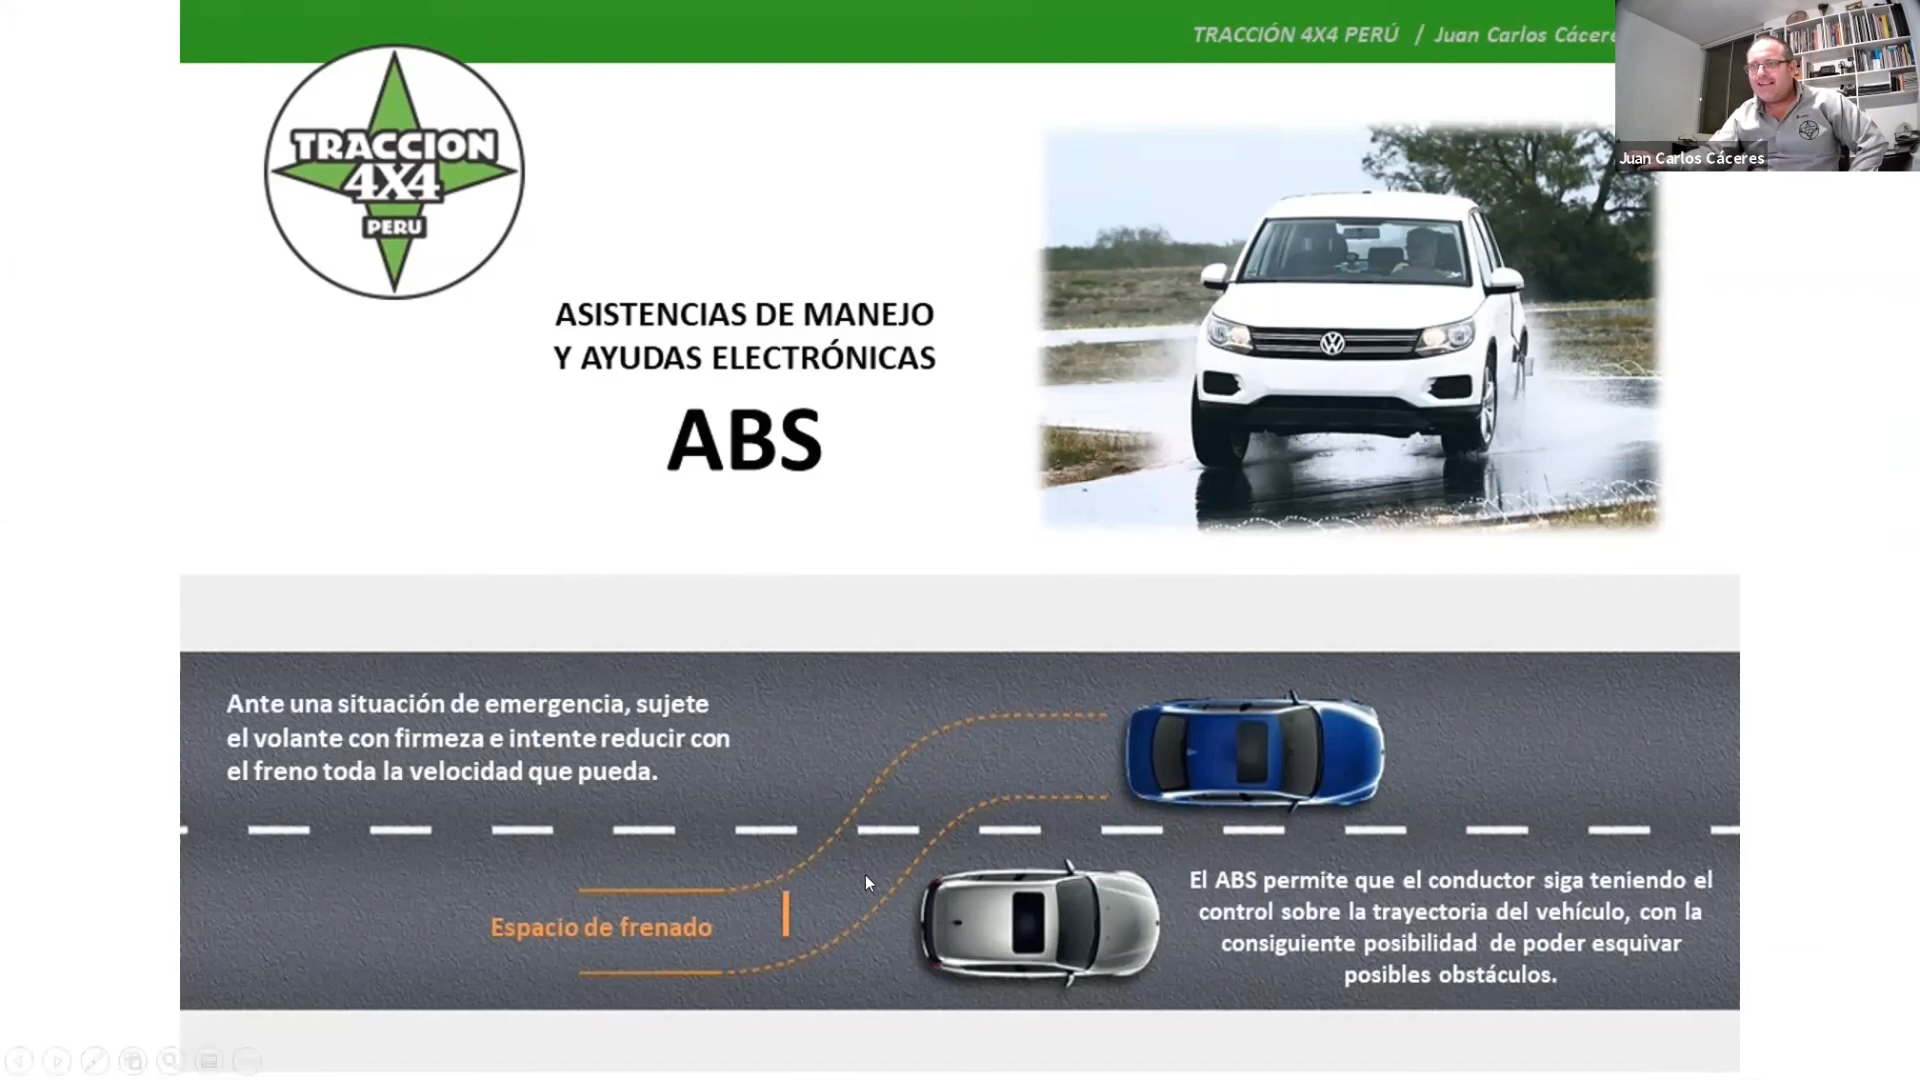 TRACCIÓN 4X4 PERÚ / Juan Carlos Cácere
Juan Carlos Cáceres
TRACCION
4X4
PERU
ASISTENCIAS DE MANEJO
Y AYUDAS ELECTRÓNICAS
ABS
Ante una situación de emergencia, sujete
el volante con firmeza e intente reducir con
el freno toda la velocidad que pueda.
Espacio de frenado
El ABS permite que el conductor siga teniendo el
control sobre la trayectoria del vehículo, con la
consiguiente posibilidad de poder esquivar
posibles obstáculos.